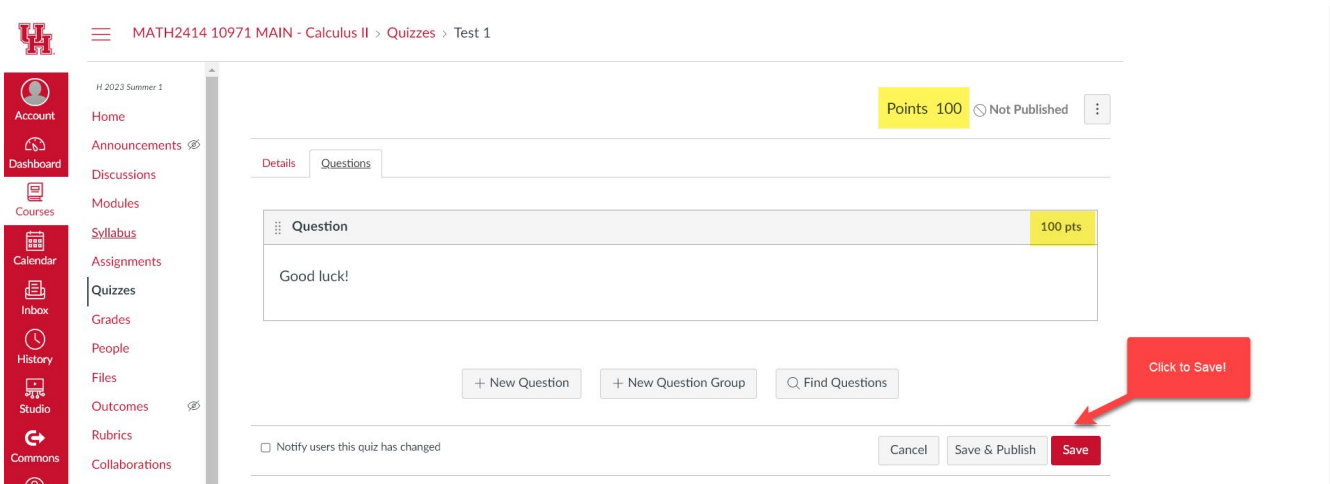 UH
MATH2414 10971 MAIN - Calculus II > Quizzes > Test 1
Account
Dashboard
Courses
Calendar
Inbox
History
Studio
Commons
H 2023 Summer 1
Home
Announcements
Discussions
Modules
Syllabus
Assignments
Quizzes
Grades
People
Files
Outcomes
Rubrics
Collaborations
Points 100 Not Published
Details Questions
Question 100 pts
Good luck!
+ New Question + New Question Group Find Questions
Notify users this quiz has changed
Cancel Save & Publish Save
Click to Save!